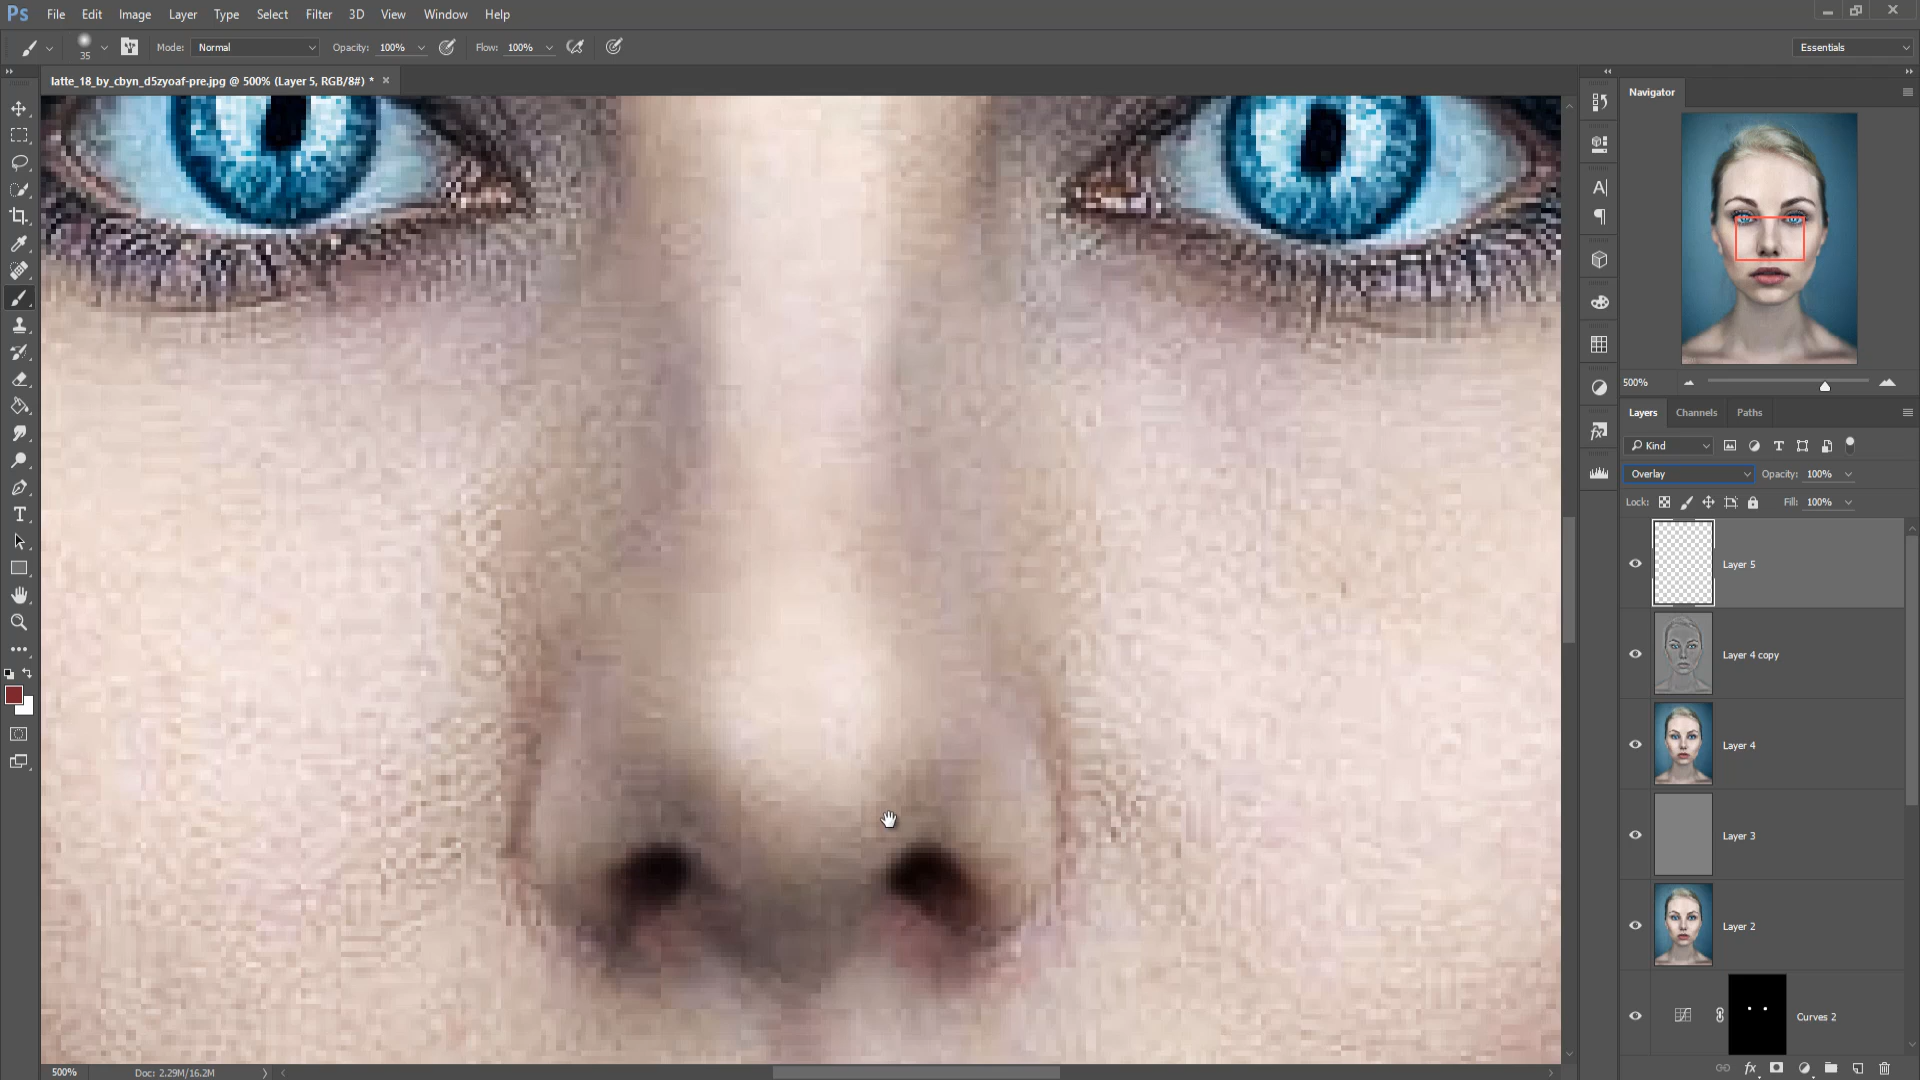 Ps File Edit Image Layer Type Select Filter 3D View Window Help
35 Mode: Normal Opacity: 100% Flow: 100% Essentials
latte_18_by_cbyn_d5zyoaf-pre.jpg @ 500% (Layer 5, RGB/8#) * ×
Navigator
500%
Layers Channels Paths
Kind
Overlay Opacity: 100%
Lock: Fill: 100%
Layer 5
Layer 4 copy
Layer 4
Layer 3
Layer 2
Curves 2
500% Doc: 2.29M/16.2M